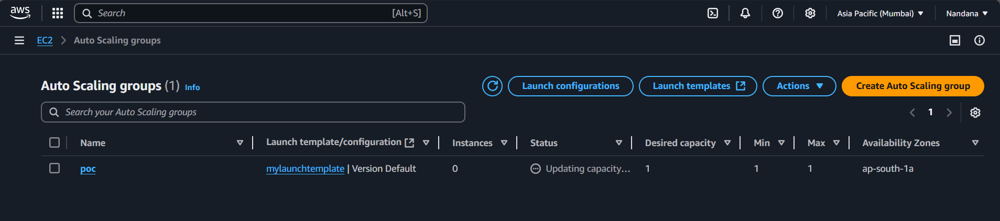 aws Search [Alt+S] Asia Pacific (Mumbai) Nandana
EC2 Auto Scaling groups
Auto Scaling groups (1) Info Launch configurations Launch templates Actions Create Auto Scaling group
Search your Auto Scaling groups 1
Name Launch template/configuration Instances Status Desired capacity Min Max Availability Zones
poc mylaunchtemplate | Version Default 0 Updating capacity... 1 1 1 ap-south-1a